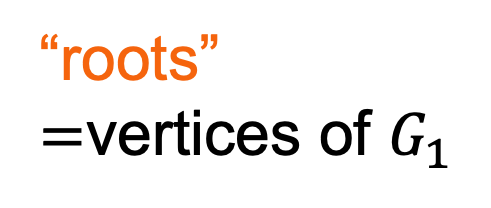 “roots”
=vertices of 𝐺₁